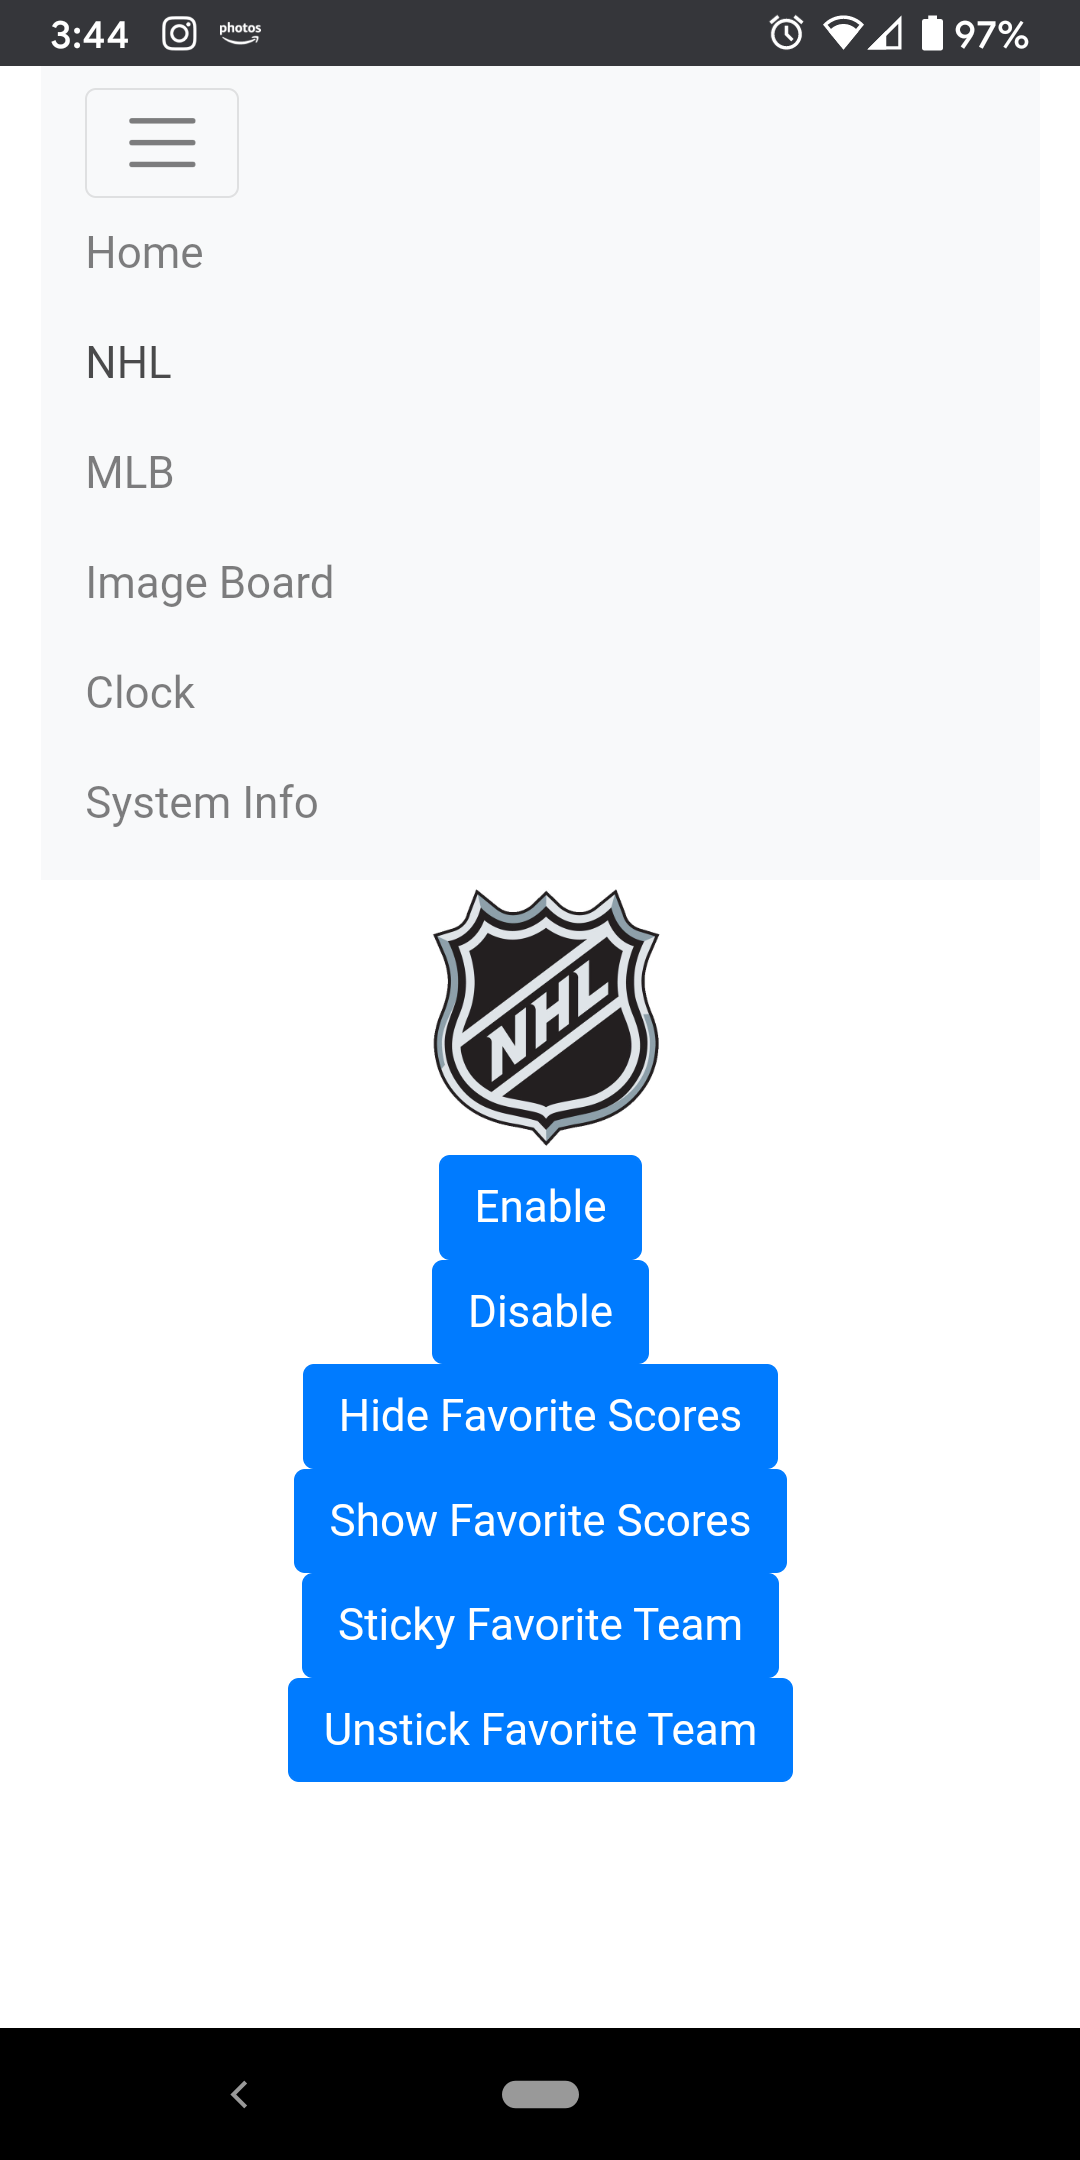 3:44 photos 97%
Home
NHL
MLB
Image Board
Clock
System Info
NHL
Enable
Disable
Hide Favorite Scores
Show Favorite Scores
Sticky Favorite Team
Unstick Favorite Team